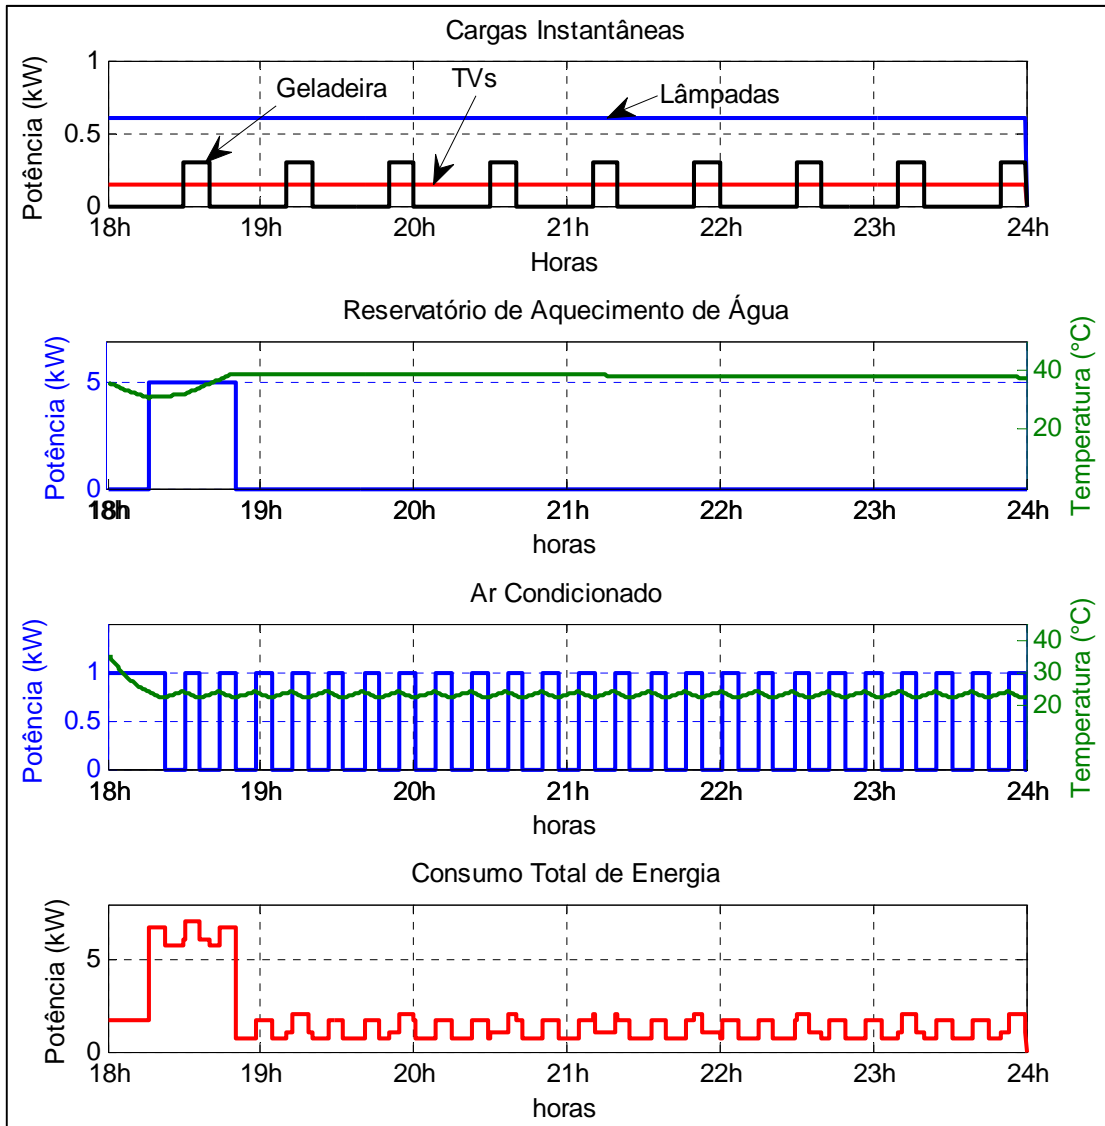 Cargas Instantâneas
Potência (kW)
1
0.5
0
Geladeira
TVs
Lâmpadas
18h 19h 20h 21h 22h 23h 24h
Horas
Reservatório de Aquecimento de Água
Potência (kW)
5
0
Temperatura (°C)
40
20
18h 19h 20h 21h 22h 23h 24h
horas
Ar Condicionado
Potência (kW)
1
0.5
0
Temperatura (°C)
40
30
20
18h 19h 20h 21h 22h 23h 24h
horas
Consumo Total de Energia
Potência (kW)
5
0
18h 19h 20h 21h 22h 23h 24h
horas